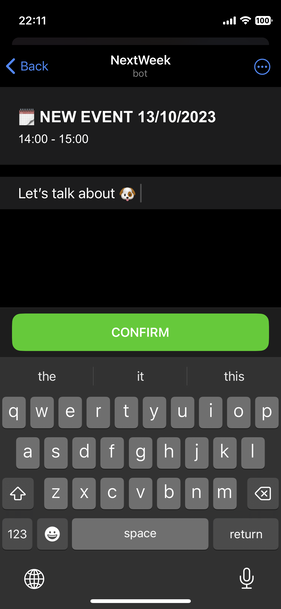 22:11
100
Back
NextWeek
bot
🗓️ NEW EVENT 13/10/2023
14:00 - 15:00
Let's talk about 🐶
CONFIRM
the it this
q w e r t y u i o p
a s d f g h j k l
z x c v b n m
123 space return